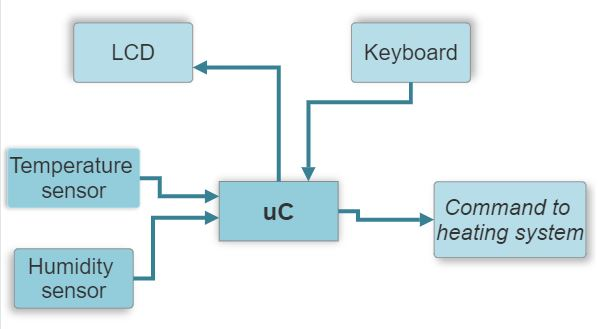 LCD
Keyboard
Temperature
sensor
uC
Command to
heating system
Humidity
sensor